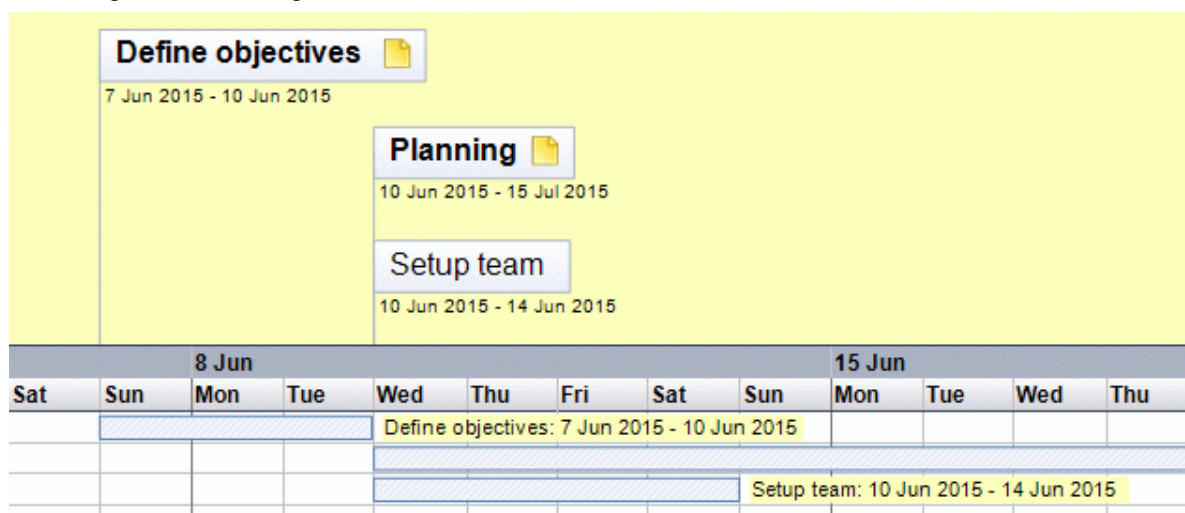 Define objectives
7 Jun 2015 - 10 Jun 2015
Planning
10 Jun 2015 - 15 Jul 2015
Setup team
10 Jun 2015 - 14 Jun 2015
8 Jun 15 Jun
Sat Sun Mon Tue Wed Thu Fri Sat Sun Mon Tue Wed Thu
Define objectives: 7 Jun 2015 - 10 Jun 2015
Setup team: 10 Jun 2015 - 14 Jun 2015